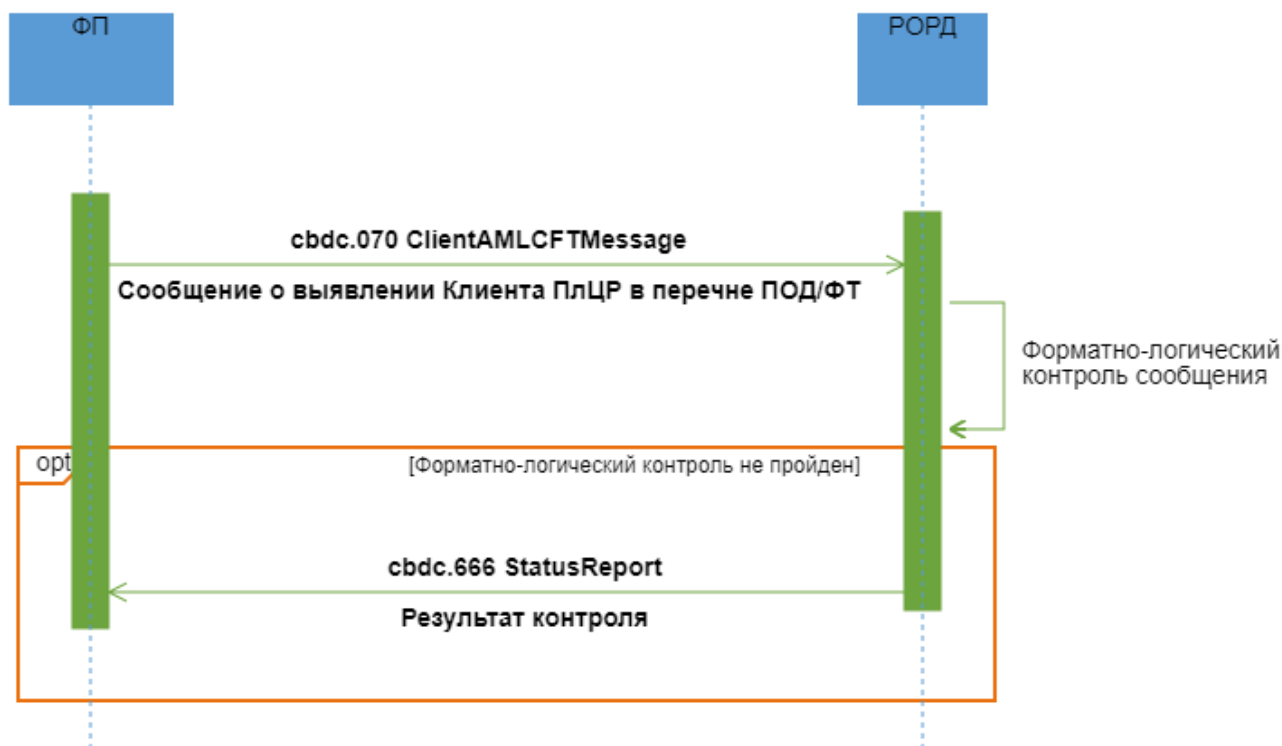 ФП
РОРД
cbdc.070 ClientAMLCFTMessage
Сообщение о выявлении Клиента ПлЦР в перечне ПОД/ФТ
Форматно-логический
контроль сообщения
opt
[Форматно-логический контроль не пройден]
cbdc.666 StatusReport
Результат контроля